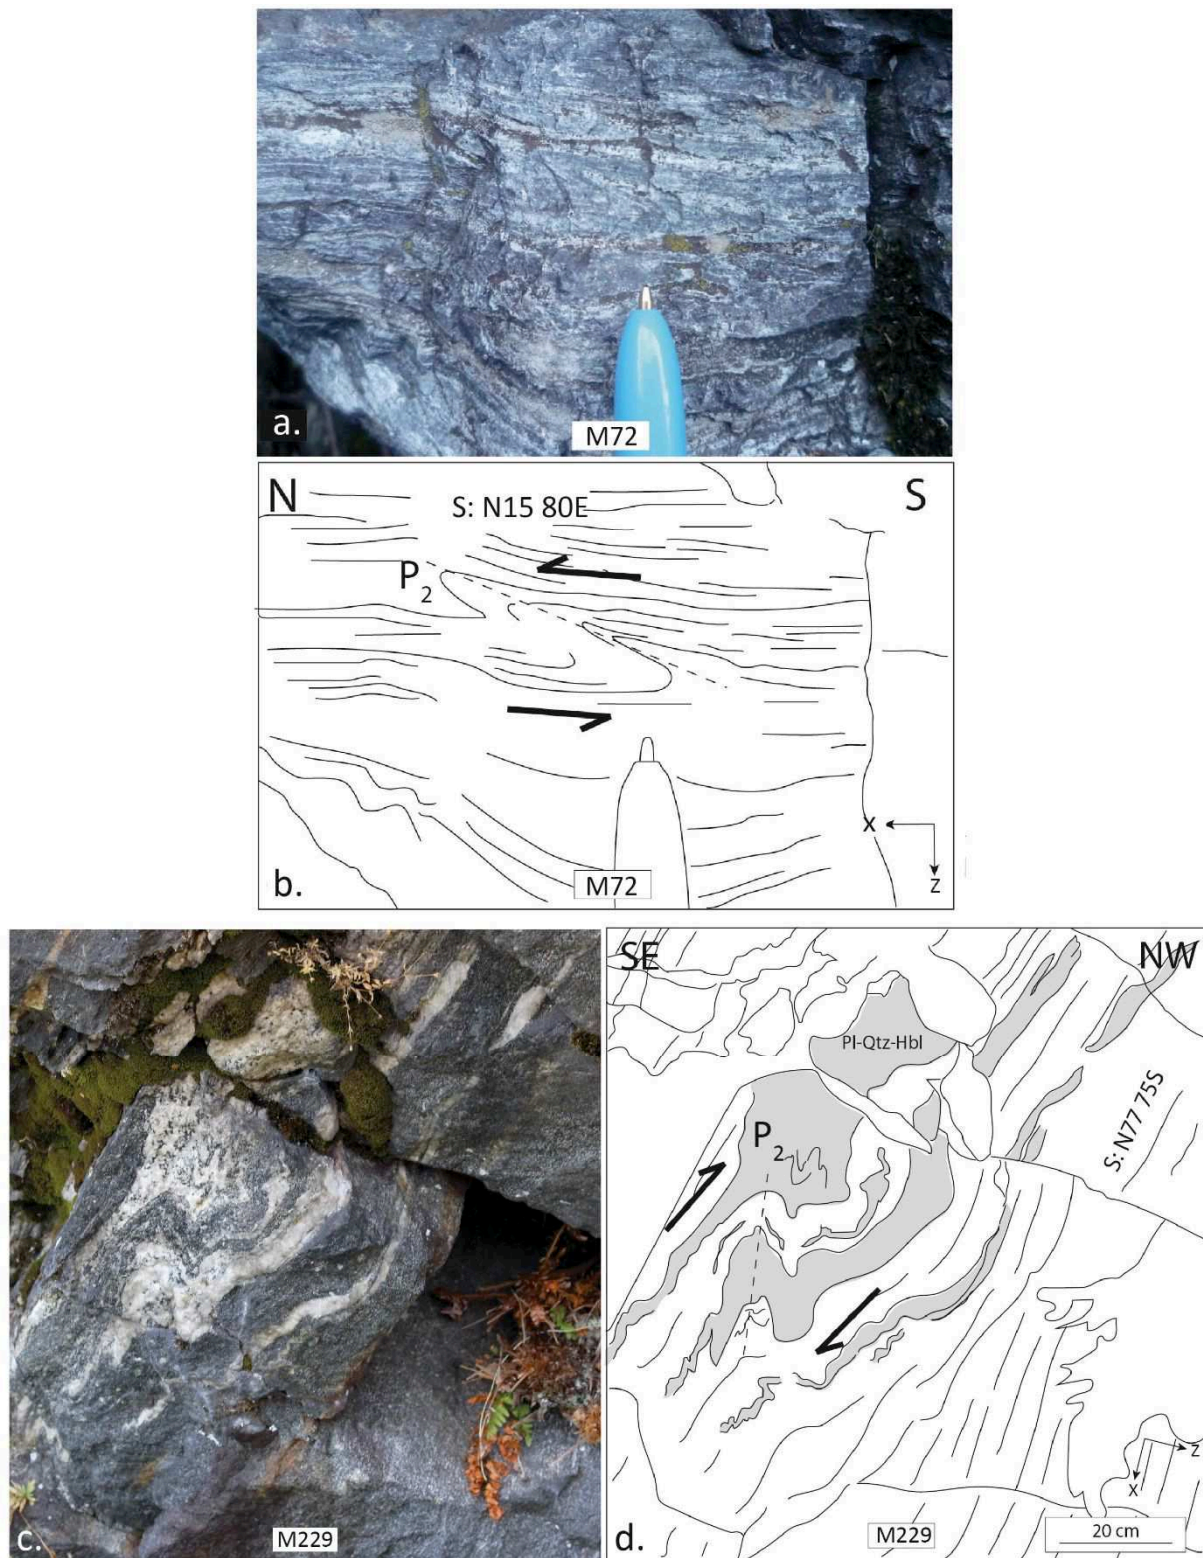 a.
M72
N
S
S: N15 80E
P2
X
Z
b.
M72
c.
M229
SE
NW
Pl-Qtz-Hbl
P2
S: N77 75S
Z
X
d.
M229
20 cm